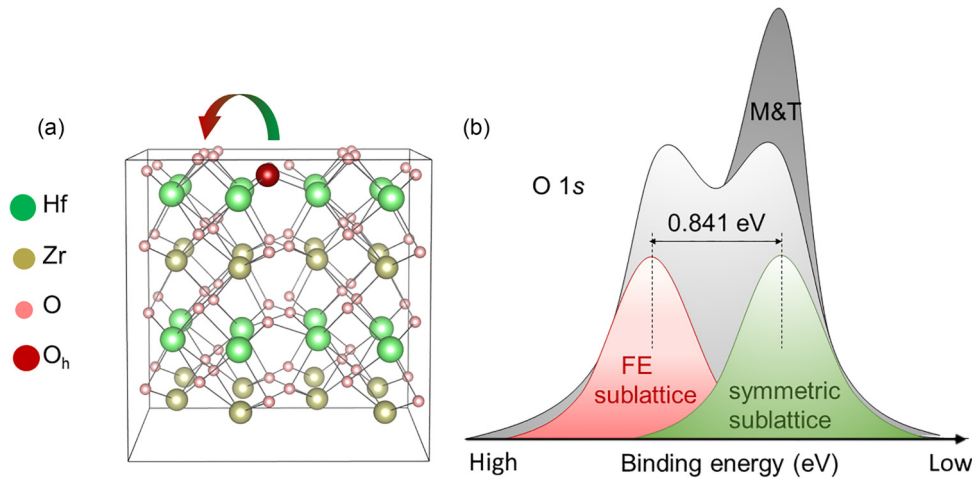 (a)
Hf
Zr
O
Oₕ
(b)
O 1s
M&T
0.841 eV
FE
sublattice
symmetric
sublattice
High
Binding energy (eV)
Low